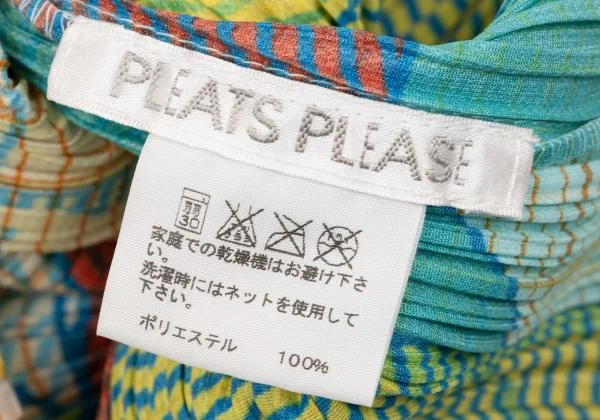 PLEATS PLEASE
弱
30
家庭での乾燥機はお避け下さ
い。
洗濯時にはネットを使用して
下さい。
ポリエステル 100%